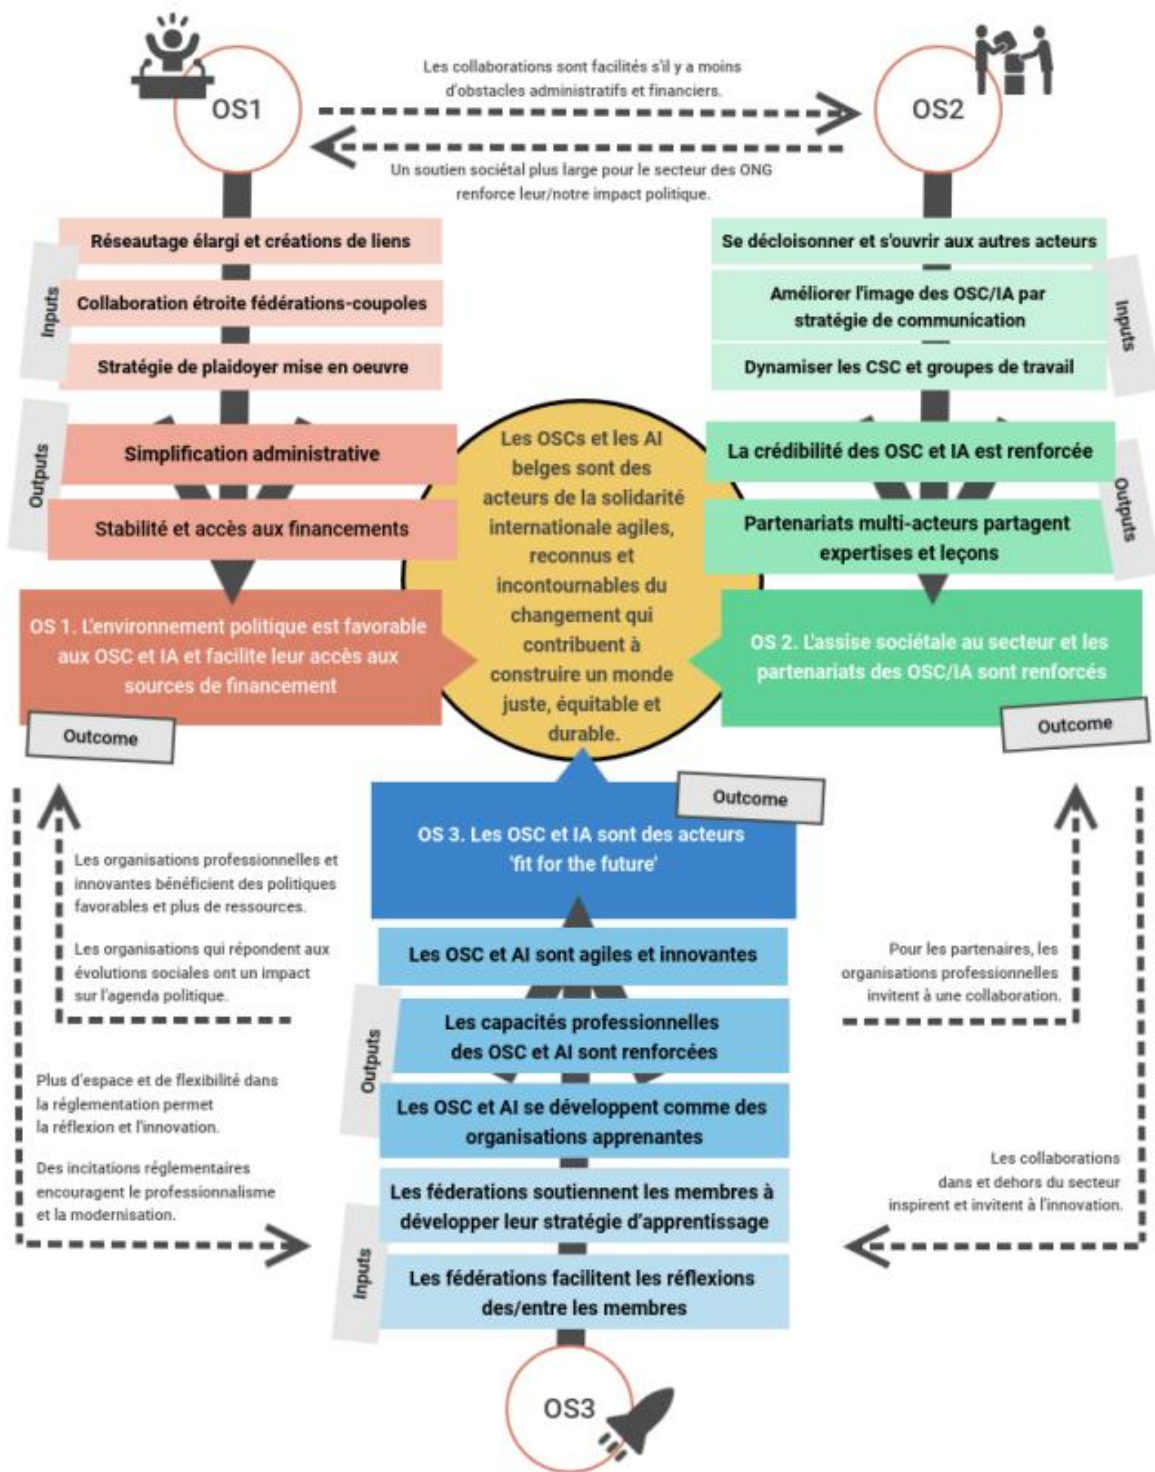 OS1
Les collaborations sont facilités s'il y a moins
d'obstacles administratifs et financiers.
OS2
Un soutien sociétal plus large pour le secteur des ONG
renforce leur/notre impact politique.
Inputs
Réseautage élargi et créations de liens
Collaboration étroite fédérations-coupoles
Stratégie de plaidoyer mise en oeuvre
Outputs
Simplification administrative
Stabilité et accès aux financements
OS 1. L'environnement politique est favorable
aux OSC et IA et facilite leur accès aux
sources de financement
Outcome
Se décloisonner et s'ouvrir aux autres acteurs
Améliorer l'image des OSC/IA par
stratégie de communication
Dynamiser les CSC et groupes de travail
Inputs
La crédibilité des OSC et IA est renforcée
Partenariats multi-acteurs partagent
expertises et leçons
Outputs
OS 2. L'assise sociétale au secteur et les
partenariats des OSC/IA sont renforcés
Outcome
Les OSCs et les AI
belges sont des
acteurs de la solidarité
internationale agiles,
reconnus et
incontournables du
changement qui
contribuent à
construire un monde
juste, équitable et
durable.
Outcome
OS 3. Les OSC et IA sont des acteurs
'fit for the future'
Les OSC et AI sont agiles et innovantes
Les capacités professionnelles
des OSC et AI sont renforcées
Les OSC et AI se développent comme des
organisations apprenantes
Outputs
Les féderations soutiennent les membres à
développer leur stratégie d'apprentissage
Les fédérations facilitent les réflexions
des/entre les membres
Inputs
OS3
Les organisations professionnelles et
innovantes bénéficient des politiques
favorables et plus de ressources.
Les organisations qui répondent aux
évolutions sociales ont un impact
sur l'agenda politique.
Plus d'espace et de flexibilité dans
la réglementation permet
la réflexion et l'innovation.
Des incitations réglementaires
encouragent le professionnalisme
et la modernisation.
Pour les partenaires, les
organisations professionnelles
invitent à une collaboration.
Les collaborations
dans et dehors du secteur
inspirent et invitent à l'innovation.